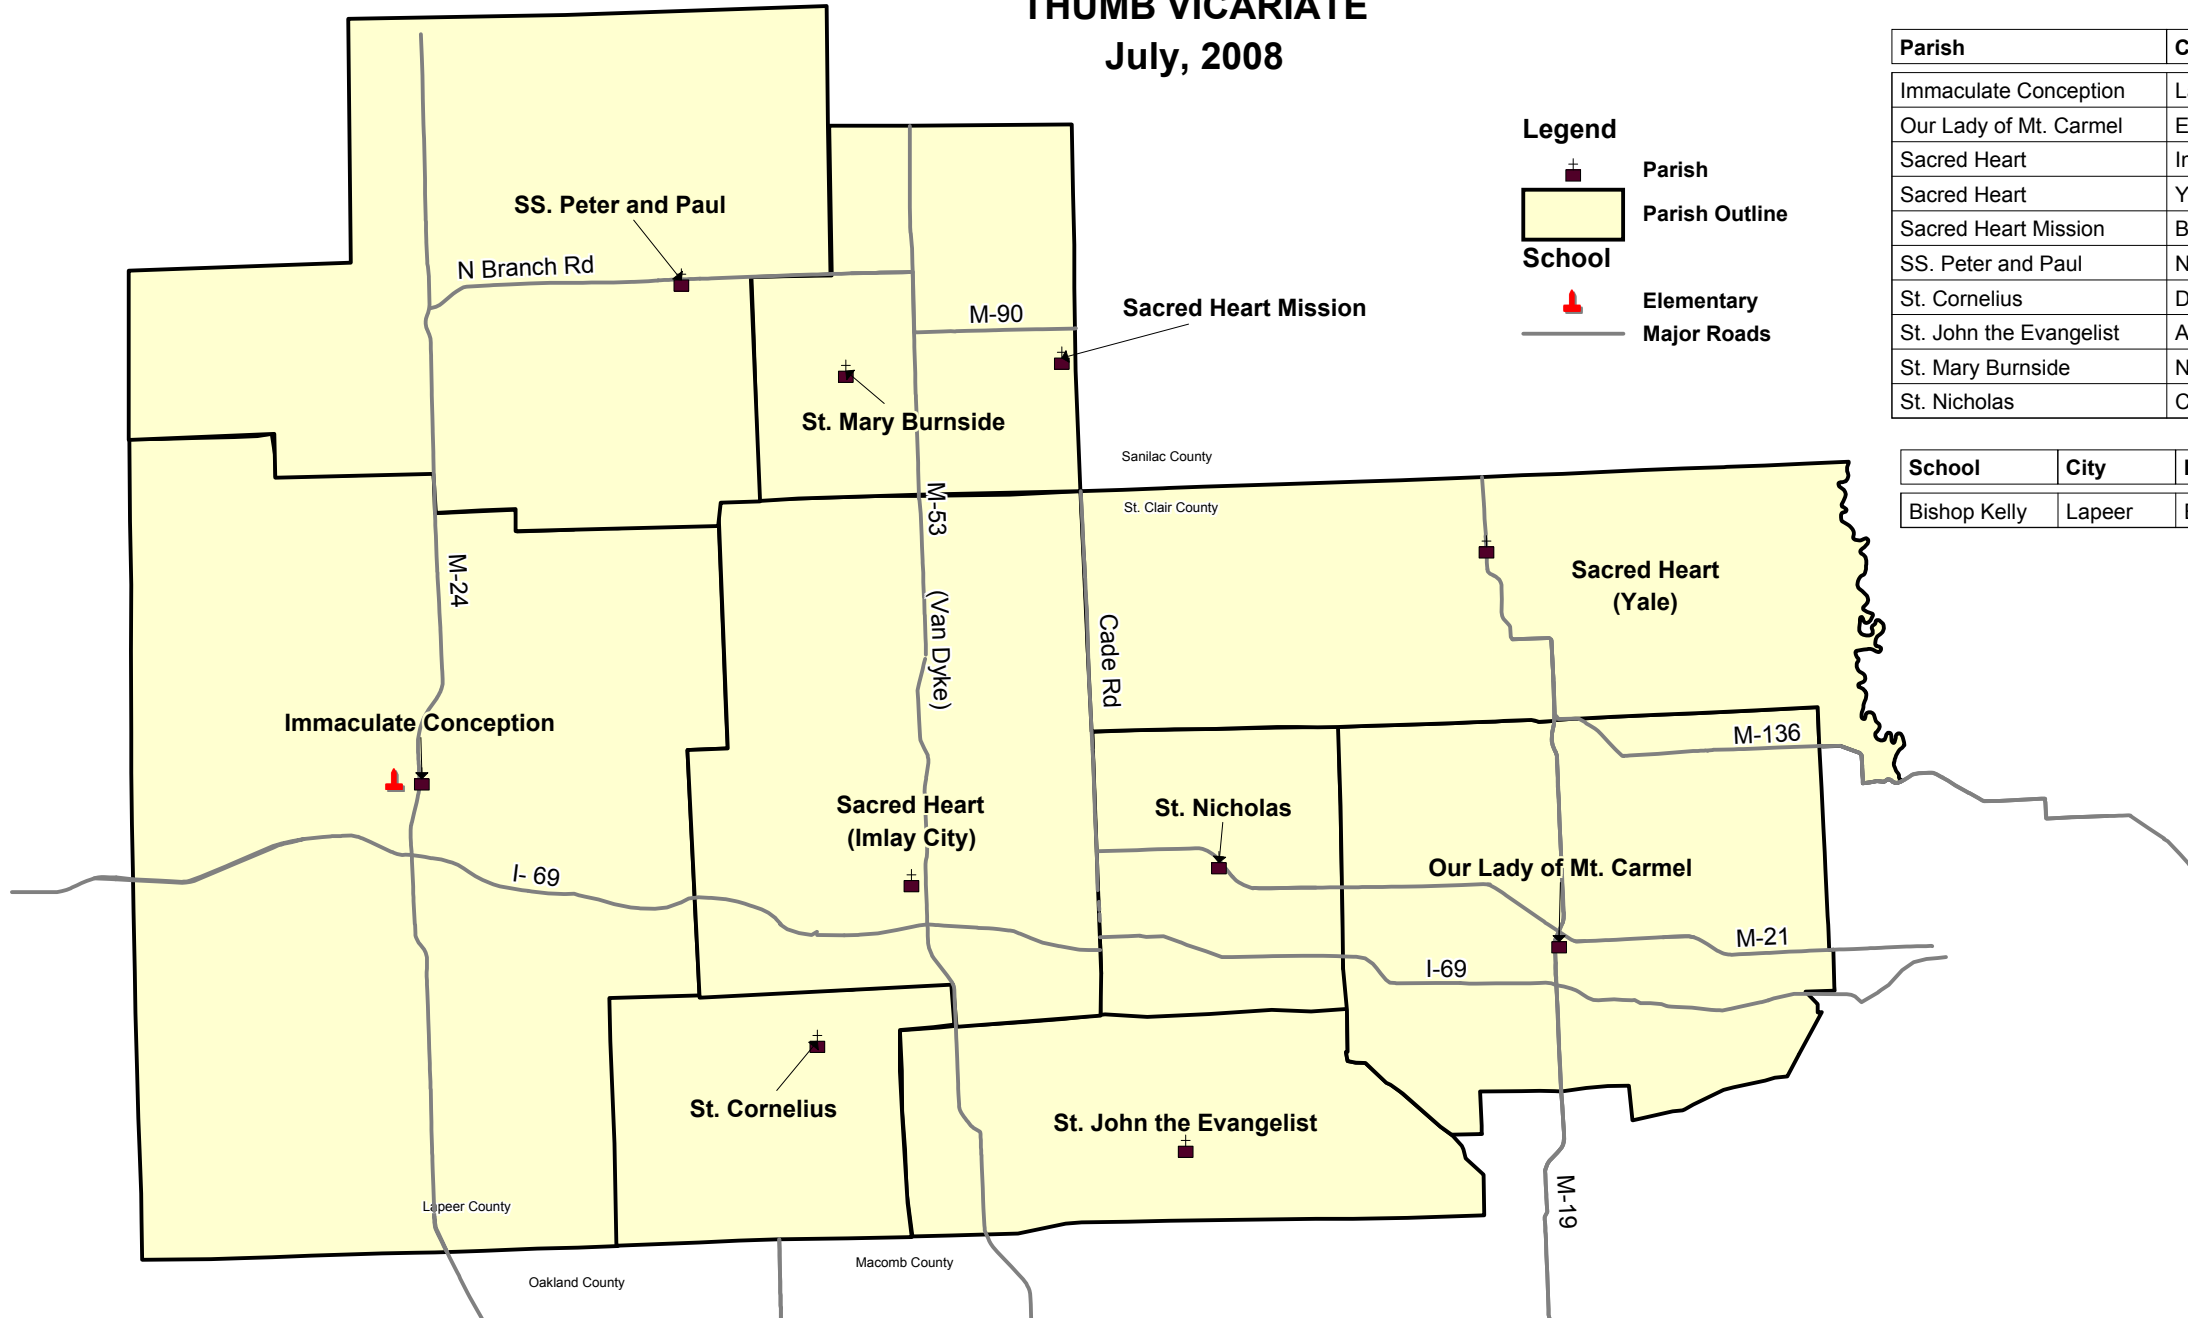 THUMB VICARIATE
July, 2008
Legend
Parish
Parish Outline
School
Elementary
Major Roads
Parish
Immaculate Conception
Our Lady of Mt. Carmel
Sacred Heart
Sacred Heart
Sacred Heart Mission
SS. Peter and Paul
St. Cornelius
St. John the Evangelist
St. Mary Burnside
St. Nicholas
School City
Bishop Kelly Lapeer
SS. Peter and Paul
N Branch Rd
M-90
Sacred Heart Mission
St. Mary Burnside
Sanilac County
St. Clair County
M-53
(Van Dyke)
M-24
Cade Rd
Sacred Heart
(Yale)
Immaculate Conception
M-136
Sacred Heart
(Imlay City)
St. Nicholas
Our Lady of Mt. Carmel
I- 69
M-21
I-69
St. Cornelius
St. John the Evangelist
M-19
Lapeer County
Macomb County
Oakland County